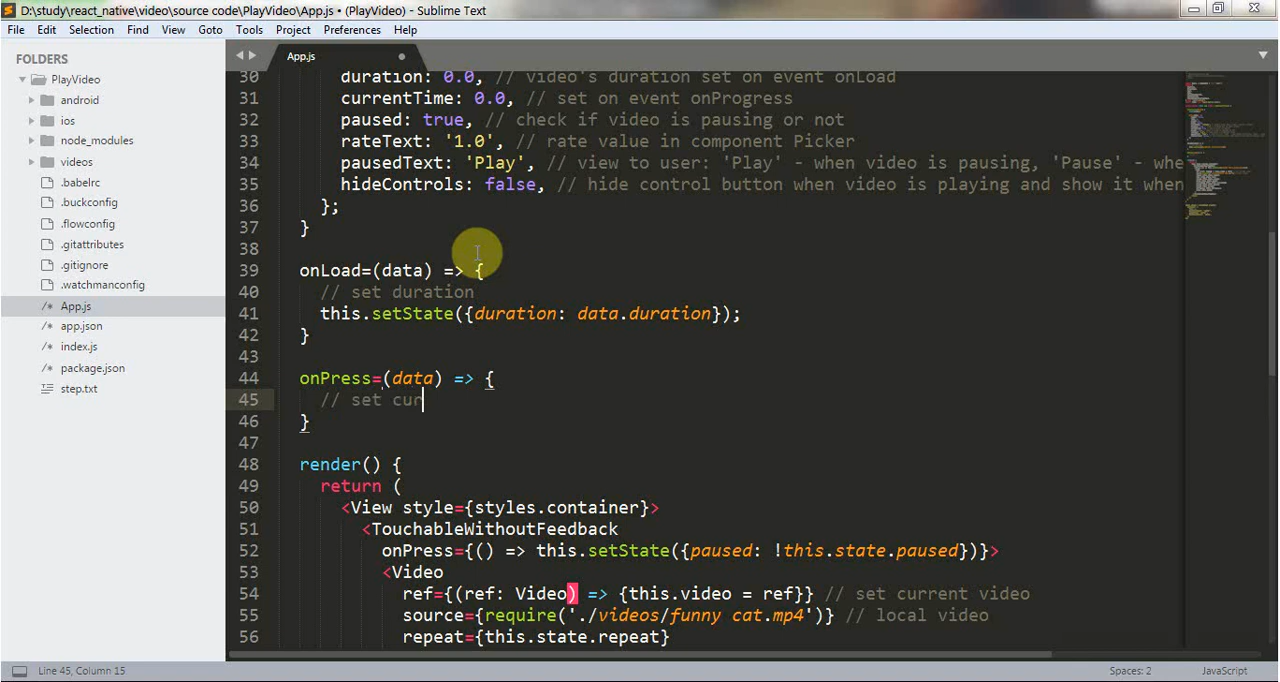 D:\study\react_native\video\source code\PlayVideo\App.js • (PlayVideo) - Sublime Text
File Edit Selection Find View Goto Tools Project Preferences Help
FOLDERS
PlayVideo
android
ios
node_modules
videos
.babelrc
.buckconfig
.flowconfig
.gitattributes
.gitignore
.watchmanconfig
/* App.js
/* app.json
/* index.js
/* package.json
step.txt
App.js
30 duration: 0.0, // video's duration set on event onLoad
31 currentTime: 0.0, // set on event onProgress
32 paused: true, // check if video is pausing or not
33 rateText: '1.0', // rate value in component Picker
34 pausedText: 'Play', // view to user: 'Play' - when video is pausing, 'Pause' - whe
35 hideControls: false, // hide control button when video is playing and show it when
36 };
37 }
38
39 onLoad=(data) => {
40 // set duration
41 this.setState({duration: data.duration});
42 }
43
44 onPress=(data) => {
45 // set cur
46 }
47
48 render() {
49 return (
50 <View style={styles.container}>
51 <TouchableWithoutFeedback
52 onPress={() => this.setState({paused: !this.state.paused})}>
53 <Video
54 ref={(ref: Video) => {this.video = ref}} // set current video
55 source={require('./videos/funny cat.mp4')} // local video
56 repeat={this.state.repeat}
Line 45, Column 15
Spaces: 2
JavaScript